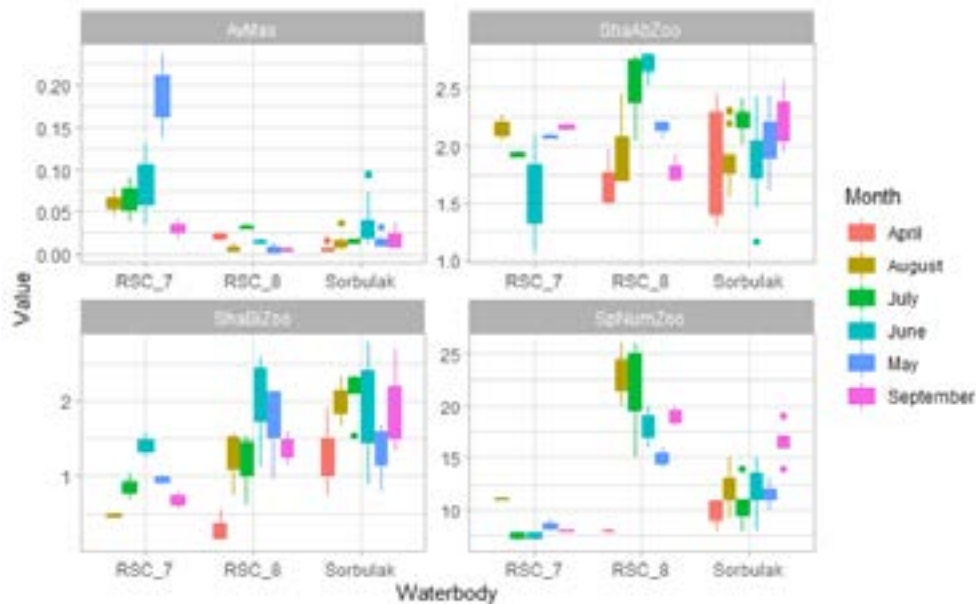 AvMas
ShaAbZoo
0.20
0.15
0.10
0.05
0.00
2.5
2.0
1.5
1.0
RSC_7 RSC_8 Sorbulak
RSC_7 RSC_8 Sorbulak
ShaBiZoo
SpNumZoo
2
1
25
20
15
10
RSC_7 RSC_8 Sorbulak
RSC_7 RSC_8 Sorbulak
Value
Waterbody
Month
April
August
July
June
May
September